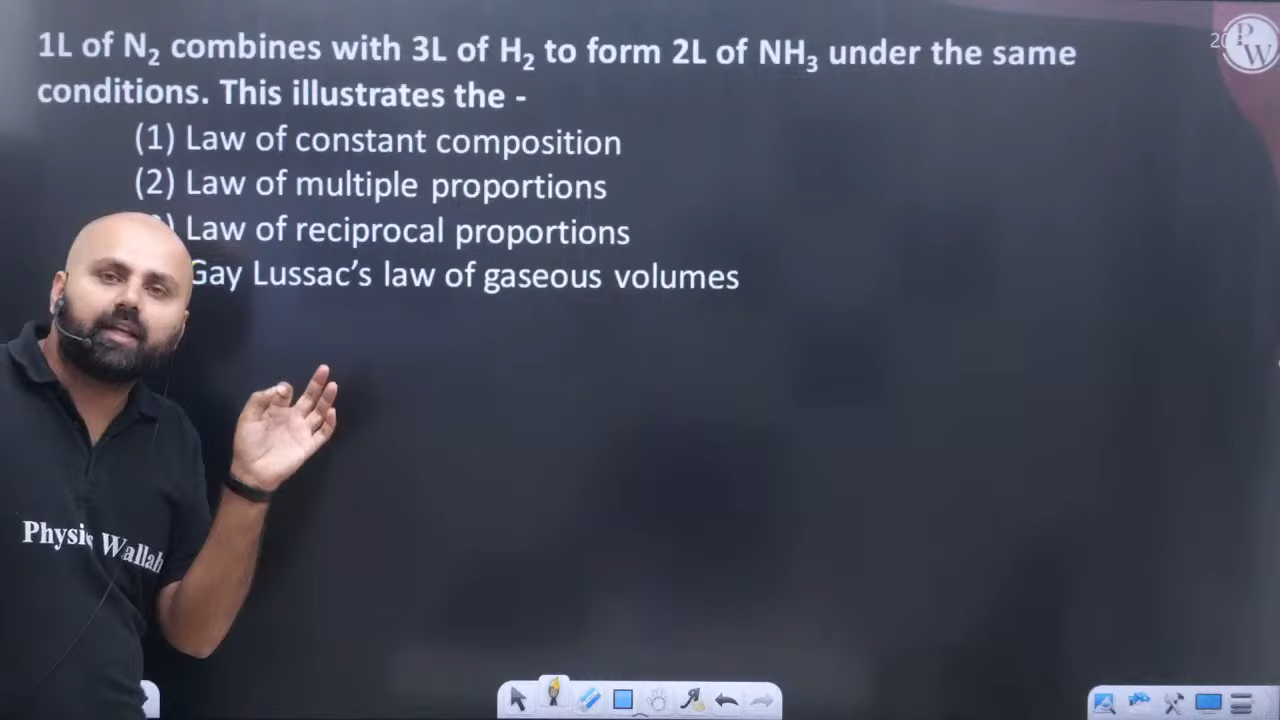 1L of N₂ combines with 3L of H₂ to form 2L of NH₃ under the same
conditions. This illustrates the -
(1) Law of constant composition
(2) Law of multiple proportions
) Law of reciprocal proportions
Gay Lussac’s law of gaseous volumes
PW
Physics Wallah